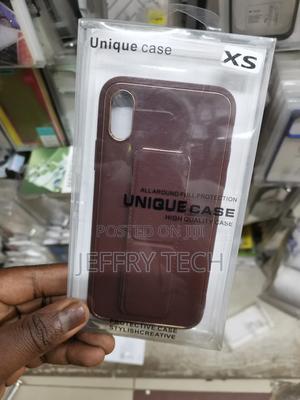 Unique case
XS
ALLAROUND FULL PROTECTION
UNIQUE CASE
HIGH QUALITY CASE
POSTED ON JIJI
JEFFRY TECH
PROTECTIVE CASE
STYLISHCREATIVE